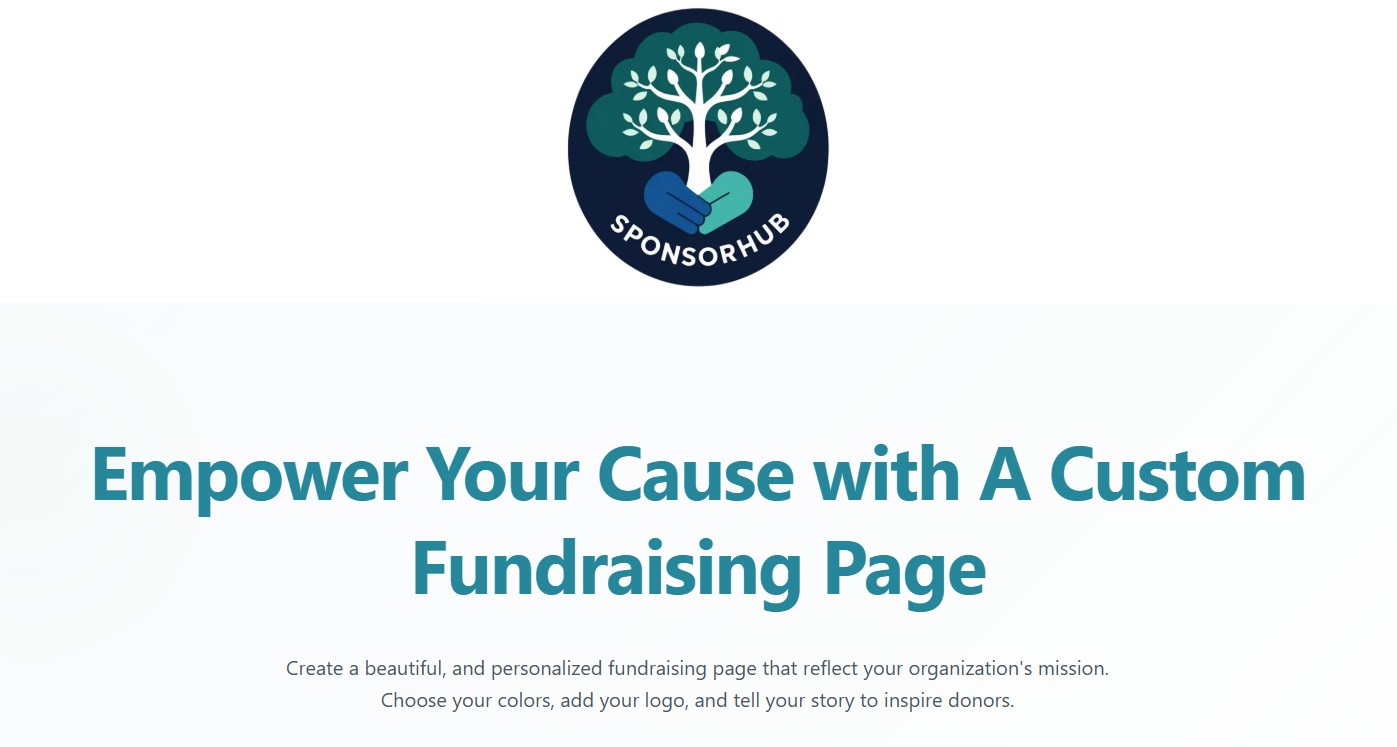 SPONSORHUB
Empower Your Cause with A Custom
Fundraising Page
Create a beautiful, and personalized fundraising page that reflect your organization's mission.
Choose your colors, add your logo, and tell your story to inspire donors.